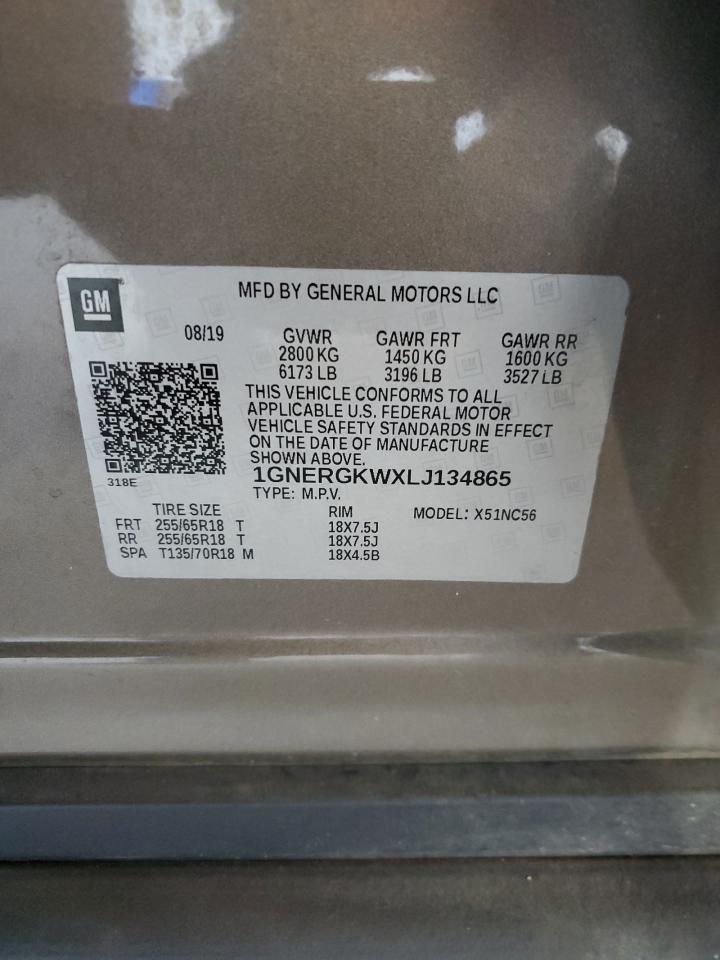 GM
MFD BY GENERAL MOTORS LLC
08/19
GVWR GAWR FRT GAWR RR
2800 KG 1450 KG 1600 KG
6173 LB 3196 LB 3527 LB
THIS VEHICLE CONFORMS TO ALL
APPLICABLE U.S. FEDERAL MOTOR
VEHICLE SAFETY STANDARDS IN EFFECT
ON THE DATE OF MANUFACTURE
SHOWN ABOVE.
318E
1GNERGKWXLJ134865
TYPE: M.P.V.
TIRE SIZE RIM MODEL: X51NC56
FRT 255/65R18 T 18X7.5J
RR 255/65R18 T 18X7.5J
SPA T135/70R18 M 18X4.5B